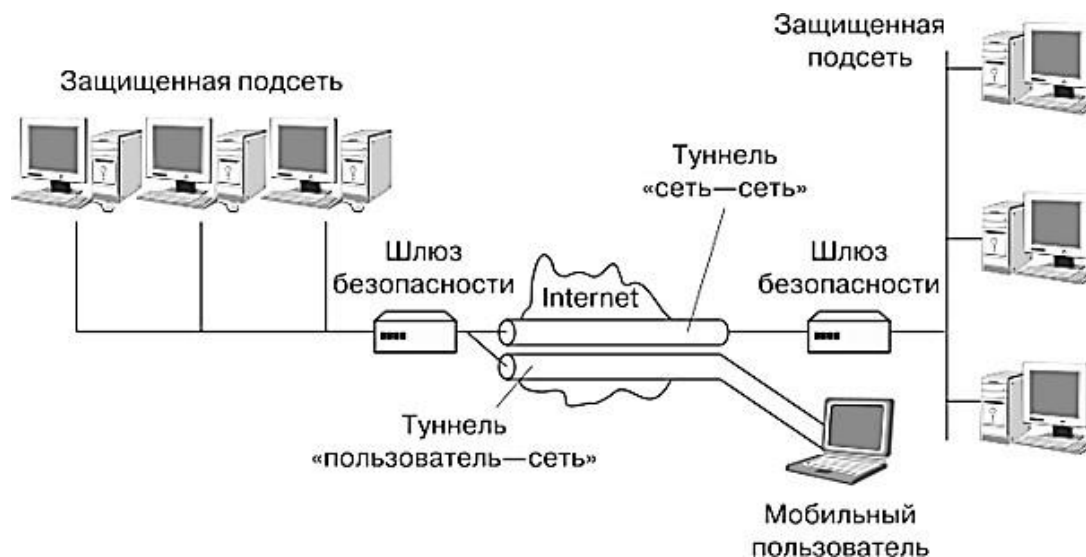 Защищенная подсеть
Защищенная
подсеть
Туннель
«сеть—сеть»
Шлюз
безопасности
Internet
Шлюз
безопасности
Туннель
«пользователь—сеть»
Мобильный
пользователь